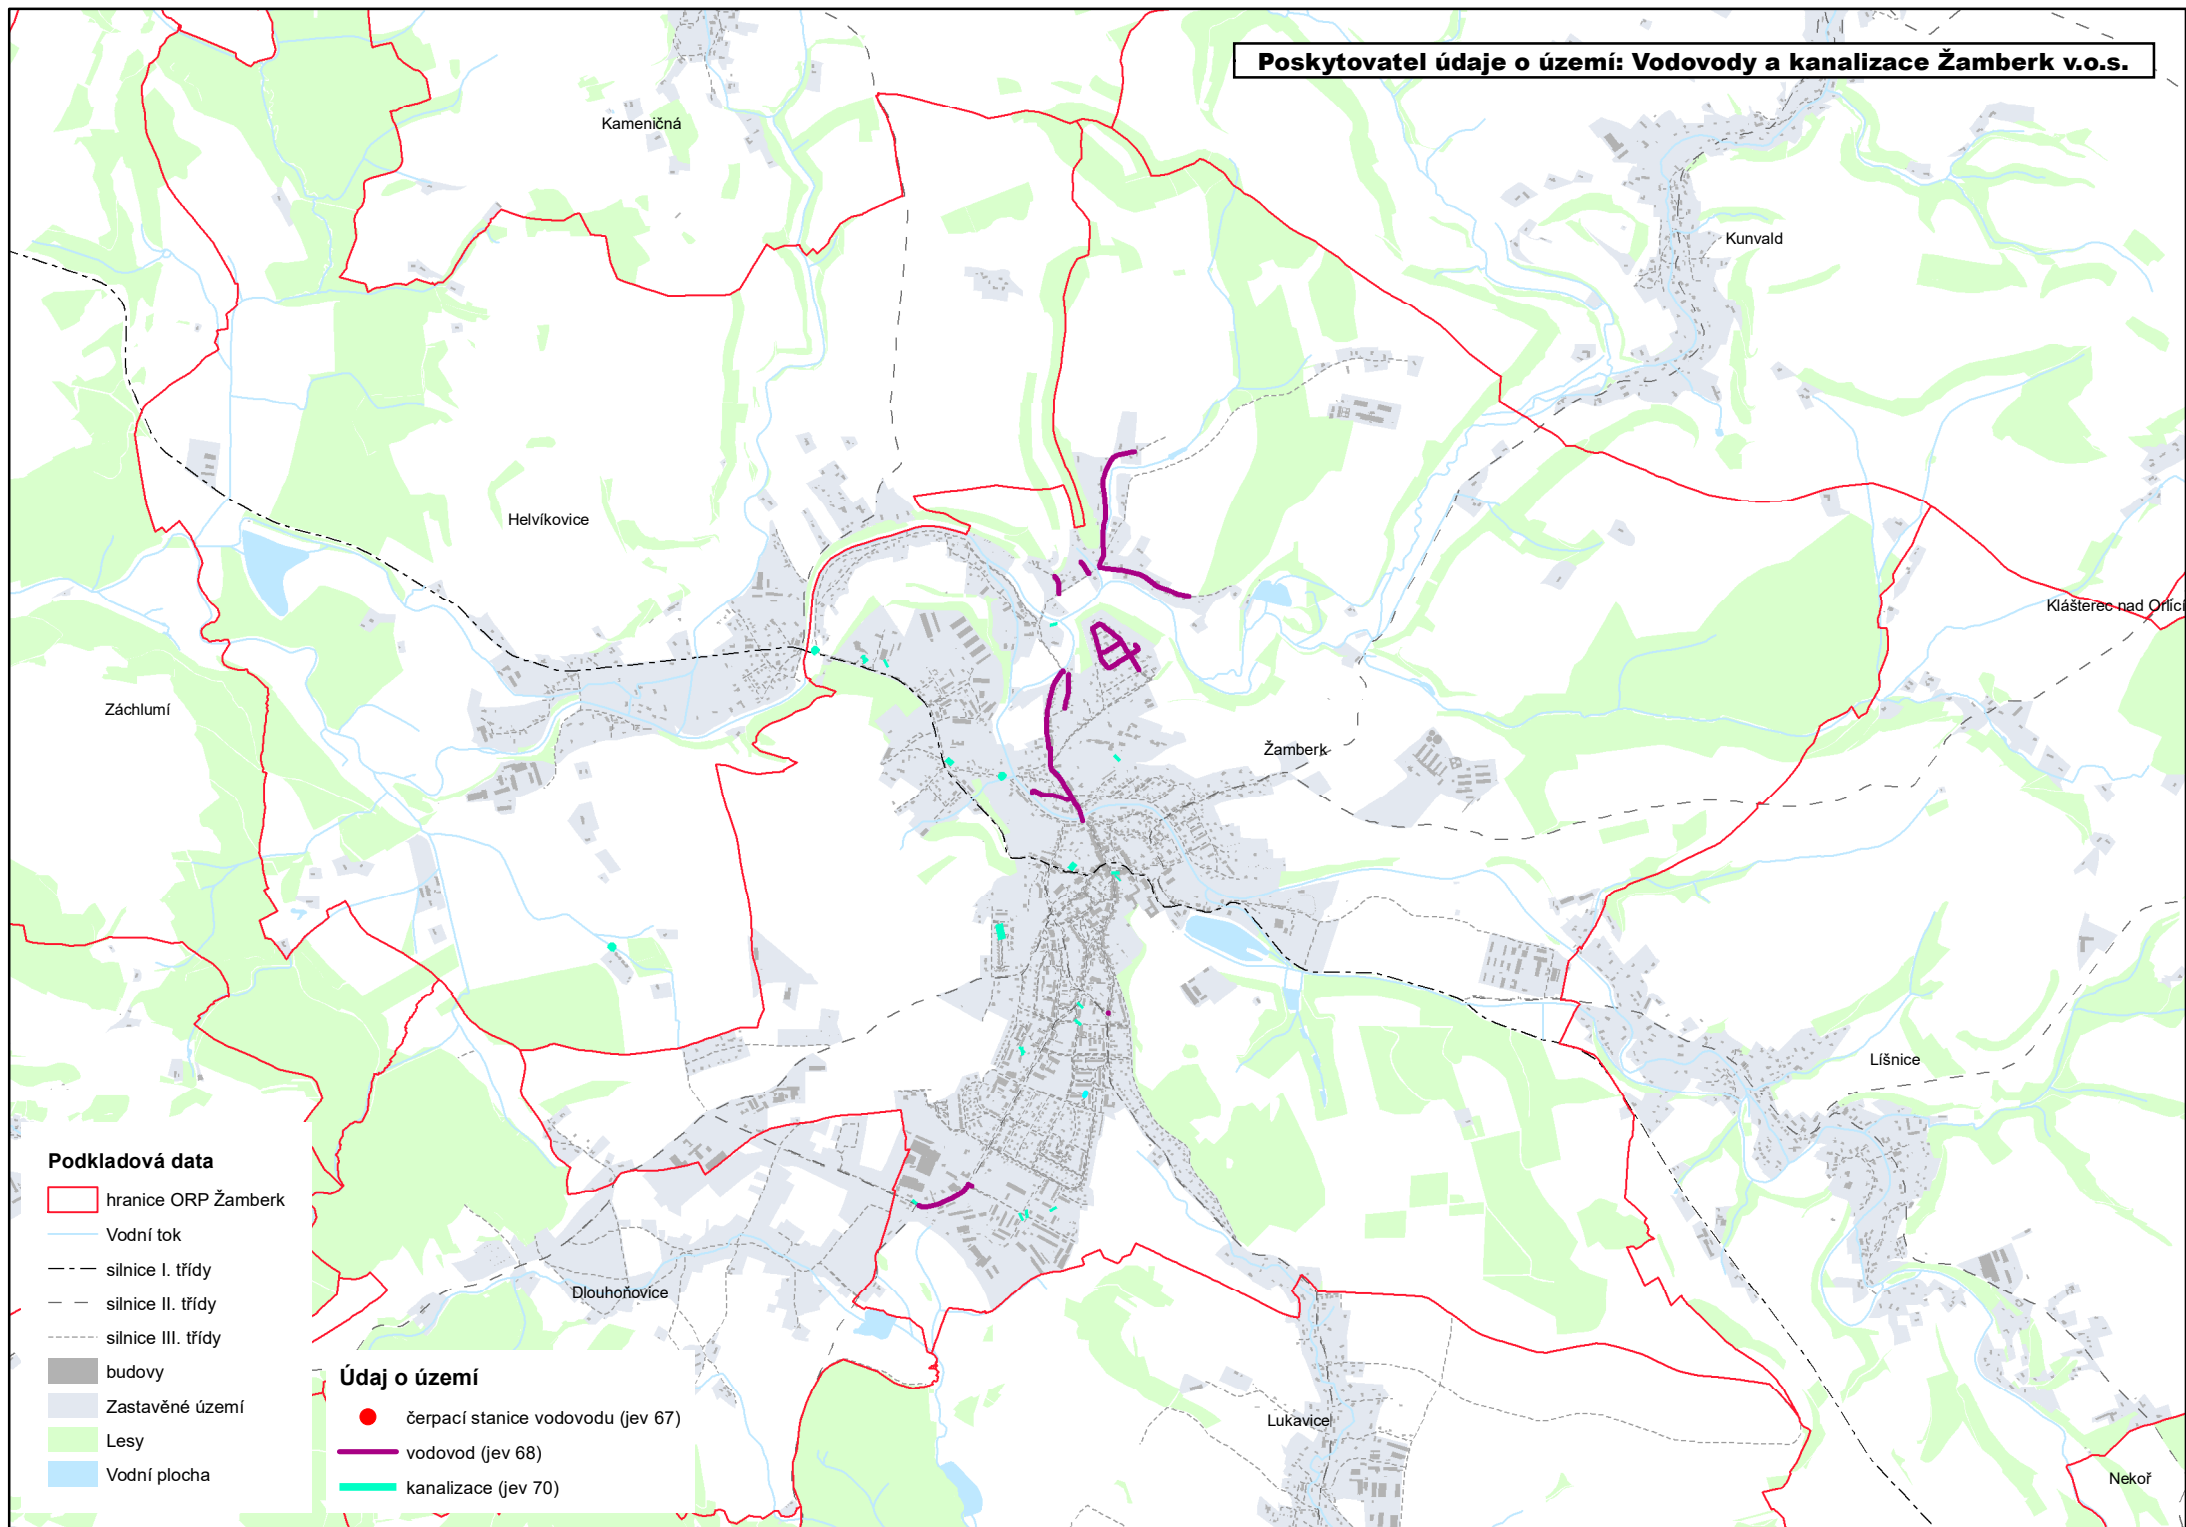 Poskytovatel údaje o území: Vodovody a kanalizace Žamberk v.o.s.
Kameničná
Kunvald
Helvíkovice
Klášterec nad Orlicí
Záchlumí
Žamberk
Líšnice
Dlouhoňovice
Lukavice
Nekoř
Podkladová data
hranice ORP Žamberk
Vodní tok
silnice I. třídy
silnice II. třídy
silnice III. třídy
budovy
Zastavěné území
Lesy
Vodní plocha
Údaj o území
čerpací stanice vodovodu (jev 67)
vodovod (jev 68)
kanalizace (jev 70)